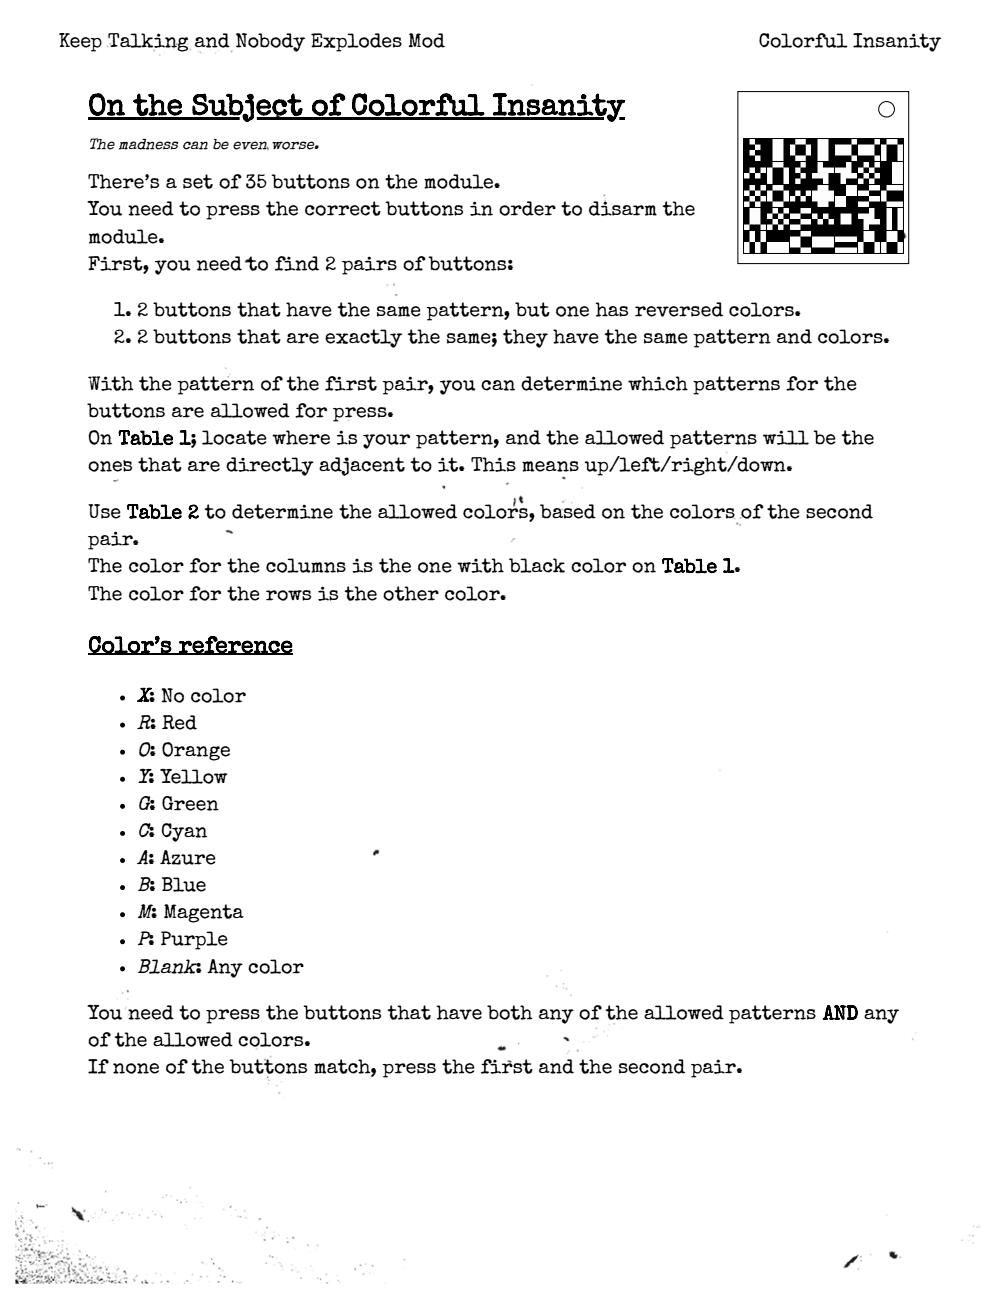 Keep Talking and Nobody Explodes Mod
Colorful Insanity
On the Subject of Colorful Insanity
The madness can be even worse.
There's a set of 35 buttons on the module.
You need to press the correct buttons in order to disarm the
module.
First, you need to find 2 pairs of buttons:
1. 2 buttons that have the same pattern, but one has reversed colors.
2. 2 buttons that are exactly the same; they have the same pattern and colors.
With the pattern of the first pair, you can determine which patterns for the
buttons are allowed for press.
On Table 1; locate where is your pattern, and the allowed patterns will be the
ones that are directly adjacent to it. This means up/left/right/down.
Use Table 2 to determine the allowed colors, based on the colors of the second
pair.
The color for the columns is the one with black color on Table 1.
The color for the rows is the other color.
Color's reference
• X: No color
• R: Red
• O: Orange
• Y: Yellow
• G: Green
• C: Cyan
• A: Azure
• B: Blue
• M: Magenta
• P: Purple
• Blank: Any color
You need to press the buttons that have both any of the allowed patterns AND any
of the allowed colors.
If none of the buttons match, press the first and the second pair.